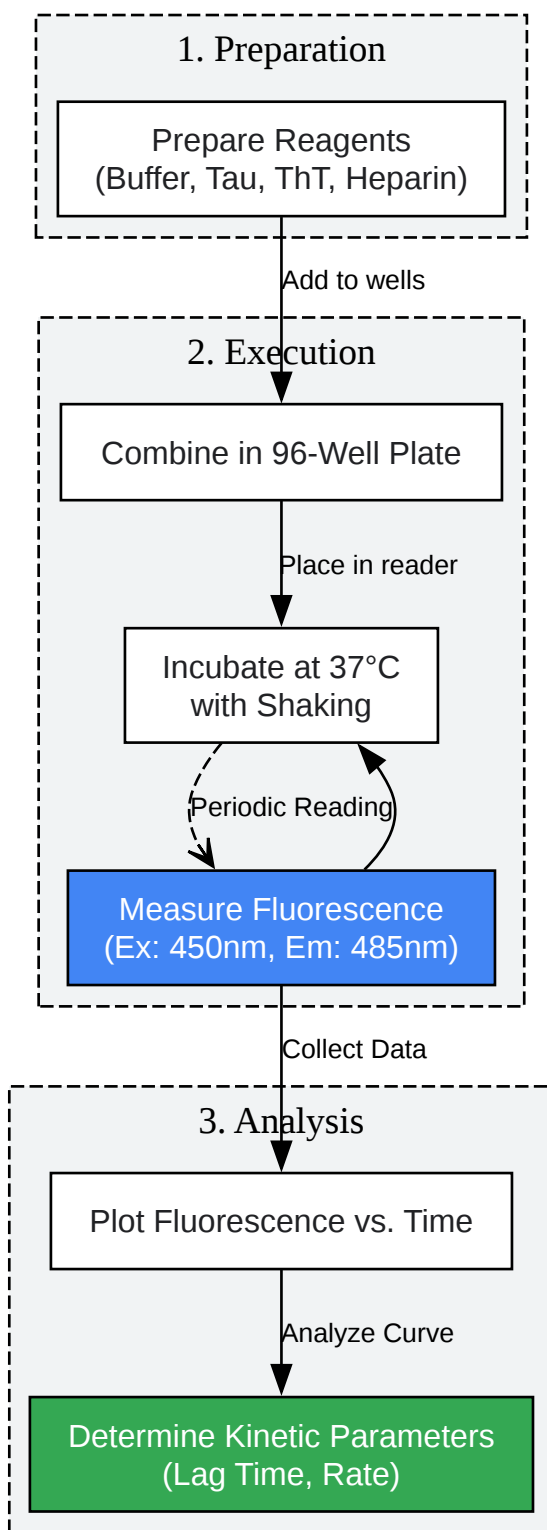 1. Preparation
Prepare Reagents
(Buffer, Tau, ThT, Heparin)
Add to wells
2. Execution
Combine in 96-Well Plate
Place in reader
Incubate at 37°C
with Shaking
Periodic Reading
Measure Fluorescence
(Ex: 450nm, Em: 485nm)
Collect Data
3. Analysis
Plot Fluorescence vs. Time
Analyze Curve
Determine Kinetic Parameters
(Lag Time, Rate)